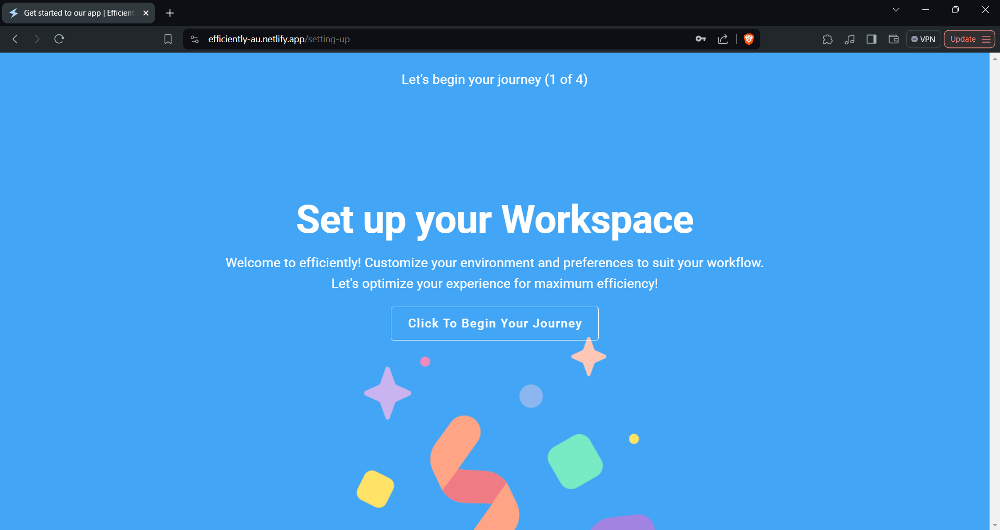 Get started to our app | Efficient
efficiently-au.netlify.app/setting-up
VPN
Update
Let's begin your journey (1 of 4)
Set up your Workspace
Welcome to efficiently! Customize your environment and preferences to suit your workflow.
Let's optimize your experience for maximum efficiency!
Click To Begin Your Journey